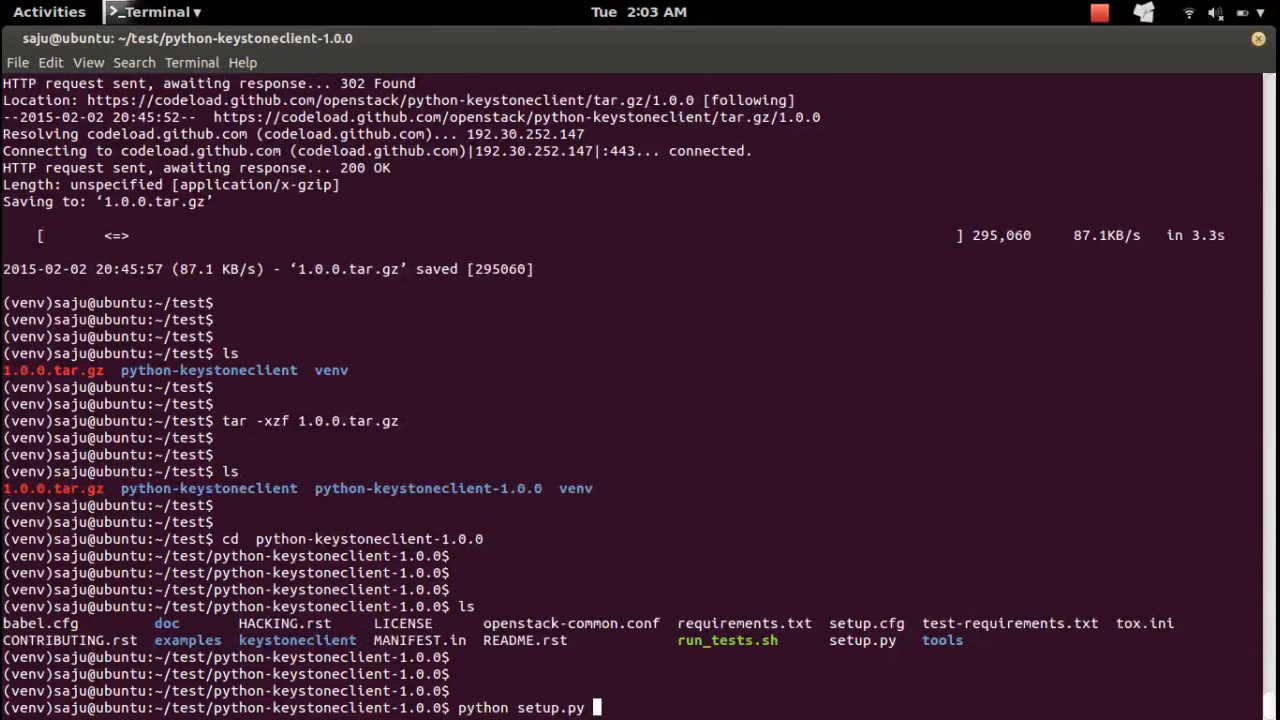 Activities Terminal Tue 2:03 AM
saju@ubuntu: ~/test/python-keystoneclient-1.0.0
File Edit View Search Terminal Help
HTTP request sent, awaiting response... 302 Found
Location: https://codeload.github.com/openstack/python-keystoneclient/tar.gz/1.0.0 [following]
--2015-02-02 20:45:52--  https://codeload.github.com/openstack/python-keystoneclient/tar.gz/1.0.0
Resolving codeload.github.com (codeload.github.com)... 192.30.252.147
Connecting to codeload.github.com (codeload.github.com)|192.30.252.147|:443... connected.
HTTP request sent, awaiting response... 200 OK
Length: unspecified [application/x-gzip]
Saving to: ‘1.0.0.tar.gz’
[ <=> ] 295,060 87.1KB/s in 3.3s
2015-02-02 20:45:57 (87.1 KB/s) - ‘1.0.0.tar.gz’ saved [295060]
(venv)saju@ubuntu:~/test$
(venv)saju@ubuntu:~/test$
(venv)saju@ubuntu:~/test$
(venv)saju@ubuntu:~/test$ ls
1.0.0.tar.gz  python-keystoneclient  venv
(venv)saju@ubuntu:~/test$
(venv)saju@ubuntu:~/test$
(venv)saju@ubuntu:~/test$ tar -xzf 1.0.0.tar.gz
(venv)saju@ubuntu:~/test$
(venv)saju@ubuntu:~/test$
(venv)saju@ubuntu:~/test$ ls
1.0.0.tar.gz  python-keystoneclient  python-keystoneclient-1.0.0  venv
(venv)saju@ubuntu:~/test$
(venv)saju@ubuntu:~/test$
(venv)saju@ubuntu:~/test$ cd  python-keystoneclient-1.0.0
(venv)saju@ubuntu:~/test/python-keystoneclient-1.0.0$
(venv)saju@ubuntu:~/test/python-keystoneclient-1.0.0$
(venv)saju@ubuntu:~/test/python-keystoneclient-1.0.0$
(venv)saju@ubuntu:~/test/python-keystoneclient-1.0.0$ ls
babel.cfg doc HACKING.rst LICENSE openstack-common.conf requirements.txt setup.cfg test-requirements.txt tox.ini
CONTRIBUTING.rst examples keystoneclient MANIFEST.in README.rst run_tests.sh setup.py tools
(venv)saju@ubuntu:~/test/python-keystoneclient-1.0.0$
(venv)saju@ubuntu:~/test/python-keystoneclient-1.0.0$
(venv)saju@ubuntu:~/test/python-keystoneclient-1.0.0$
(venv)saju@ubuntu:~/test/python-keystoneclient-1.0.0$ python setup.py